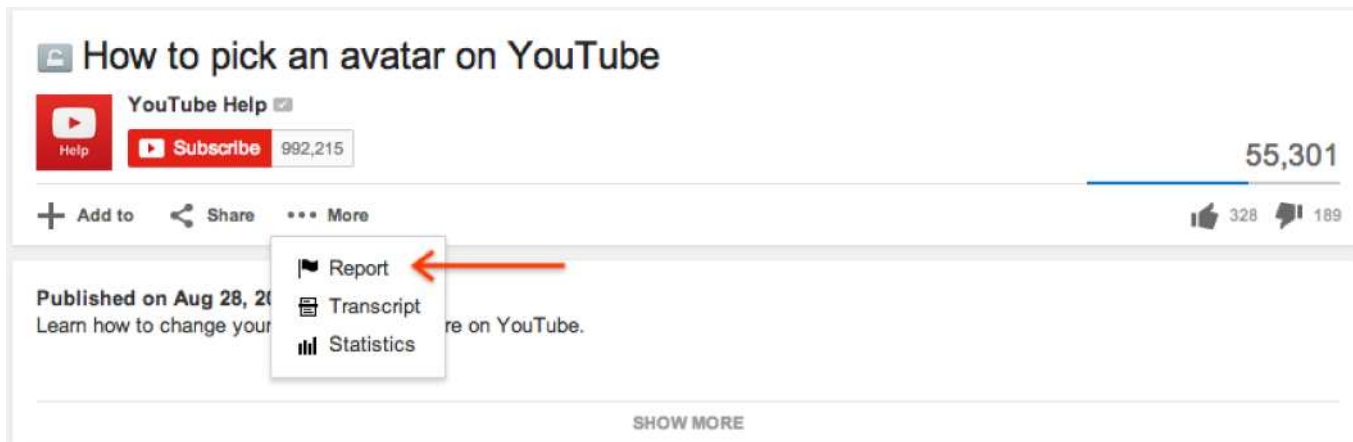 How to pick an avatar on YouTube
YouTube Help
Help
Subscribe 992,215
55,301
Add to Share More
328 189
Report
Transcript
Statistics
Published on Aug 28,
Learn how to change your re on YouTube.
SHOW MORE